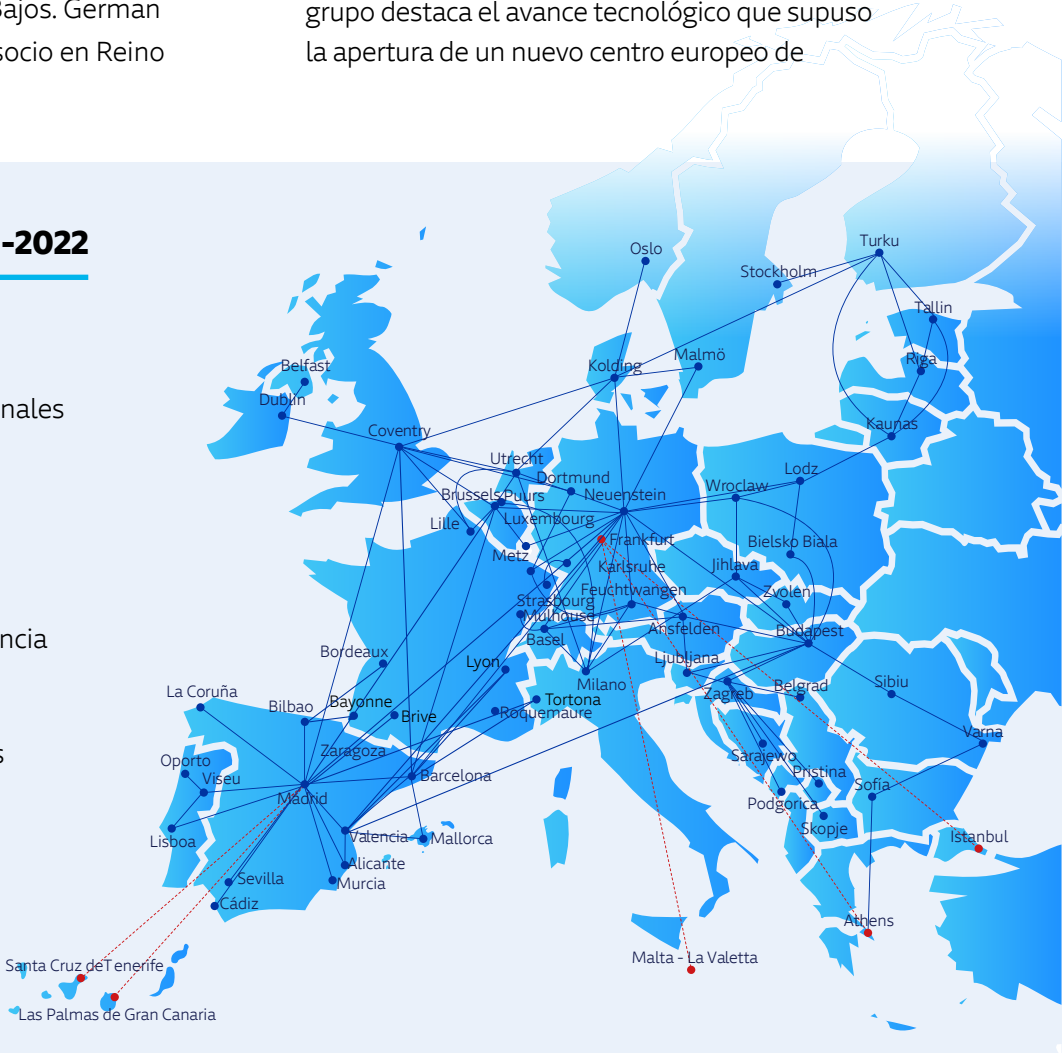 Bajos. German
socio en Reino
grupo destaca el avance tecnológico que supuso
la apertura de un nuevo centro europeo de
-2022
nales
ncia
s
Oslo
Turku
Stockholm
Tallin
Riga
Malmö
Kolding
Belfast
Dublin
Kaunas
Coventry
Utrecht
Lodz
Dortmund
Wroclaw
Brussels
Puurs
Neuenstein
Lille
Luxembourg
Frankfurt
Bielsko Biala
Metz
Karlsruhe
Jihlava
Feuchtwangen
Zvolen
Strasbourg
Mulhouse
Ansfelden
Budapest
Basel
Bordeaux
Lyon
Ljubljana
La Coruña
Milano
Zagreb
Belgrad
Sibiu
Bilbao
Bayonne
Brive
Tortona
Roquemaure
Varna
Zaragoza
Sarajewo
Oporto
Viseu
Barcelona
Pristina
Sofía
Madrid
Podgorica
Skopje
Istanbul
Lisboa
Valencia
Mallorca
Alicante
Sevilla
Murcia
Cádiz
Athens
Malta - La Valetta
Santa Cruz deT enerife
Las Palmas de Gran Canaria